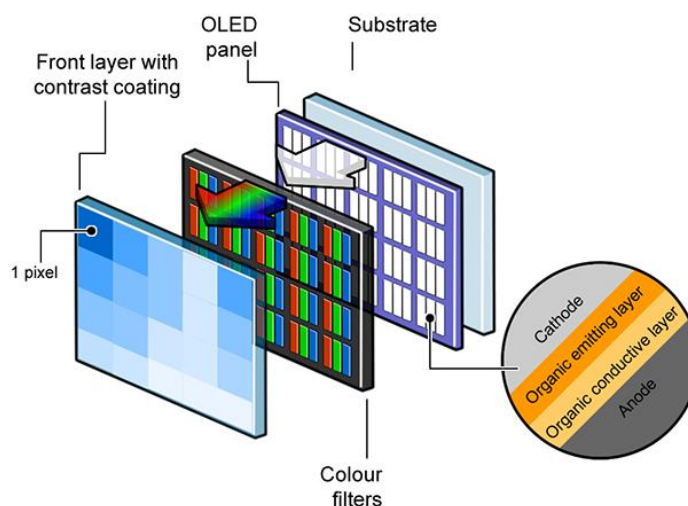 OLED
panel
Substrate
Front layer with
contrast coating
1 pixel
Cathode
Organic emitting layer
Organic conductive layer
Anode
Colour
filters